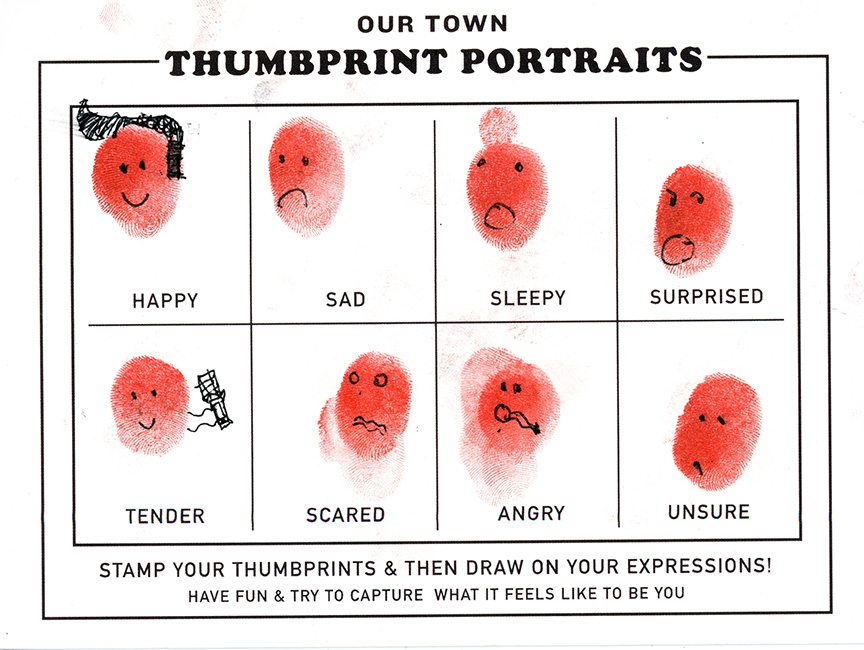 OUR TOWN
THUMBPRINT PORTRAITS
HAPPY SAD SLEEPY SURPRISED
TENDER SCARED ANGRY UNSURE
STAMP YOUR THUMBPRINTS & THEN DRAW ON YOUR EXPRESSIONS!
HAVE FUN & TRY TO CAPTURE WHAT IT FEELS LIKE TO BE YOU